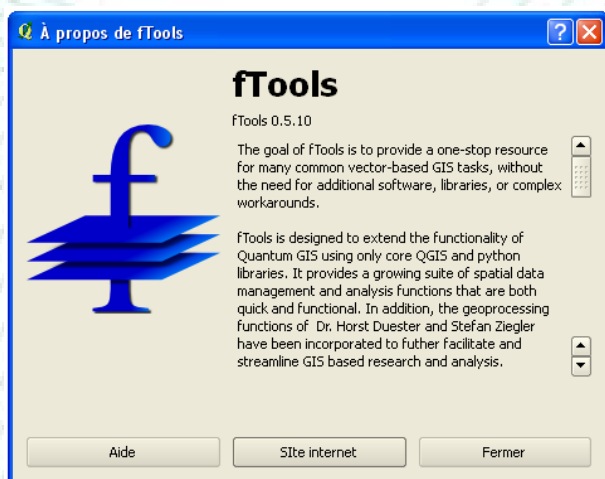 À propos de fTools
fTools
fTools 0.5.10
The goal of fTools is to provide a one-stop resource
for many common vector-based GIS tasks, without
the need for additional software, libraries, or complex
workarounds.
fTools is designed to extend the functionality of
Quantum GIS using only core QGIS and python
libraries. It provides a growing suite of spatial data
management and analysis functions that are both
quick and functional. In addition, the geoprocessing
functions of Dr. Horst Duester and Stefan Ziegler
have been incorporated to futher facilitate and
streamline GIS based research and analysis.
Aide
SIte internet
Fermer